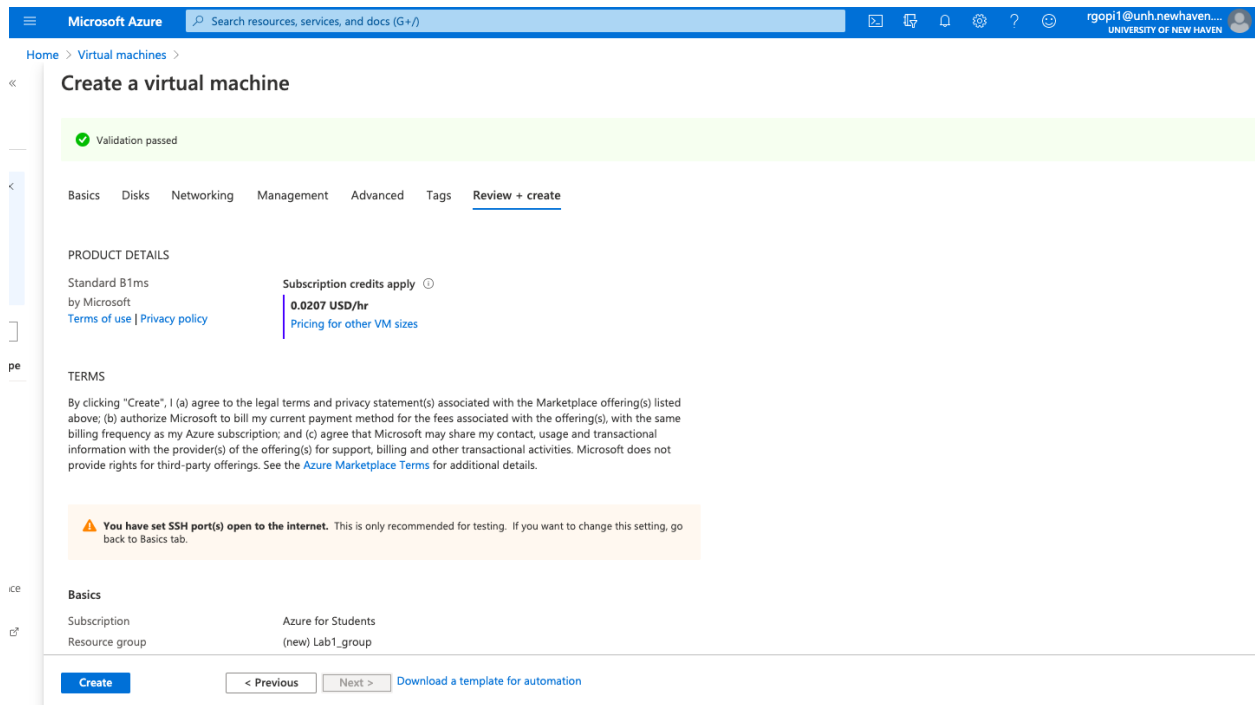 Microsoft Azure
Search resources, services, and docs (G+/)
rgopi1@unh.newhaven....
UNIVERSITY OF NEW HAVEN
Home > Virtual machines >
«
Create a virtual machine
Validation passed
Basics Disks Networking Management Advanced Tags Review + create
PRODUCT DETAILS
Standard B1ms
by Microsoft
Terms of use | Privacy policy
Subscription credits apply
0.0207 USD/hr
Pricing for other VM sizes
pe
TERMS
By clicking "Create", I (a) agree to the legal terms and privacy statement(s) associated with the Marketplace offering(s) listed
above; (b) authorize Microsoft to bill my current payment method for the fees associated with the offering(s), with the same
billing frequency as my Azure subscription; and (c) agree that Microsoft may share my contact, usage and transactional
information with the provider(s) of the offering(s) for support, billing and other transactional activities. Microsoft does not
provide rights for third-party offerings. See the Azure Marketplace Terms for additional details.
You have set SSH port(s) open to the internet. This is only recommended for testing. If you want to change this setting, go
back to Basics tab.
ice
Basics
Subscription Azure for Students
Resource group (new) Lab1_group
Create < Previous Next > Download a template for automation